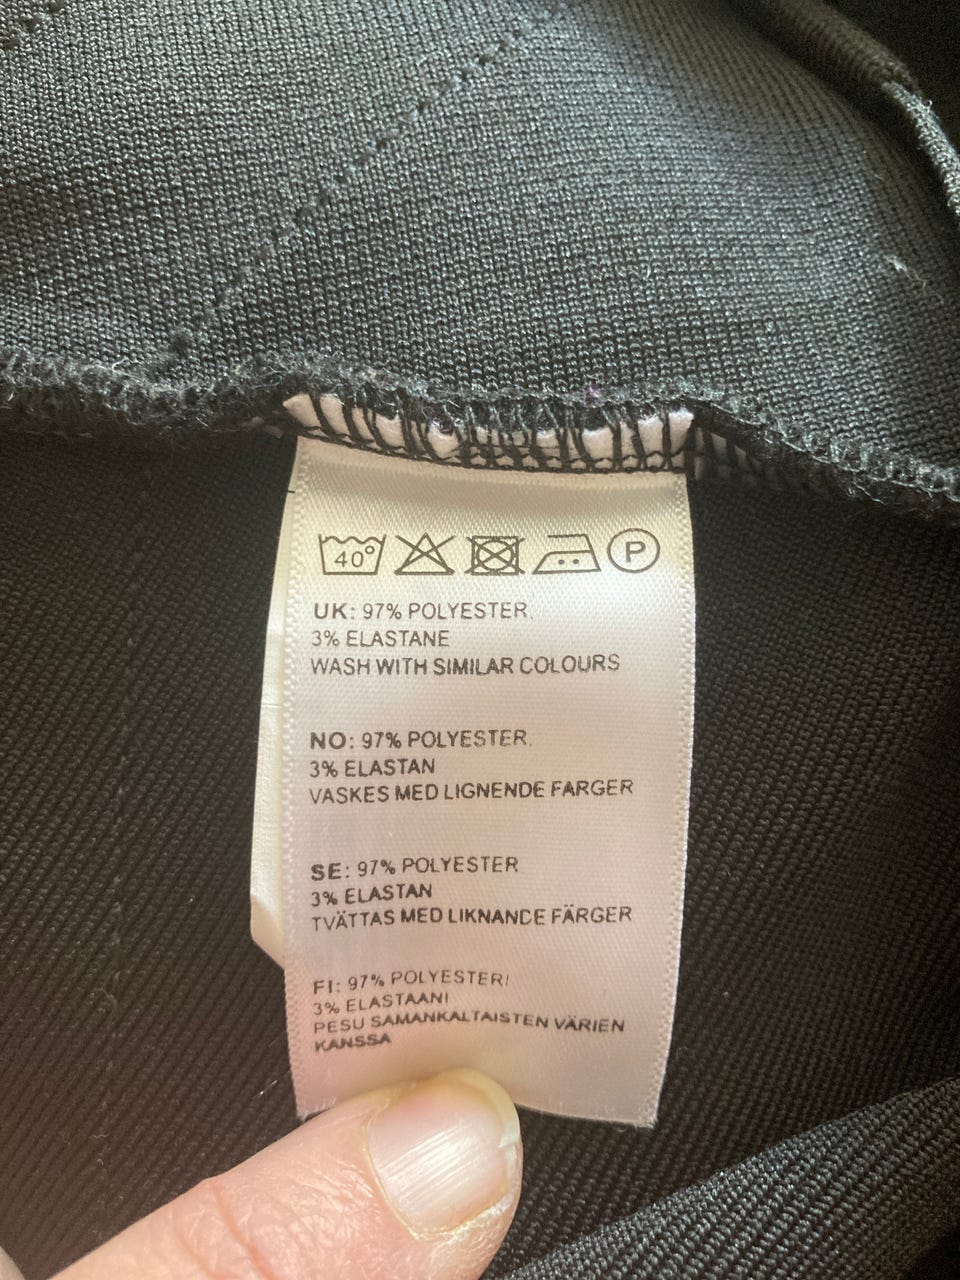 40° P
UK: 97% POLYESTER,
3% ELASTANE
WASH WITH SIMILAR COLOURS
NO: 97% POLYESTER,
3% ELASTAN
VASKES MED LIGNENDE FARGER
SE: 97% POLYESTER
3% ELASTAN
TVÄTTAS MED LIKNANDE FÄRGER
FI: 97% POLYESTERI
3% ELASTAANI
PESU SAMANKALTAISTEN VÄRIEN
KANSSA